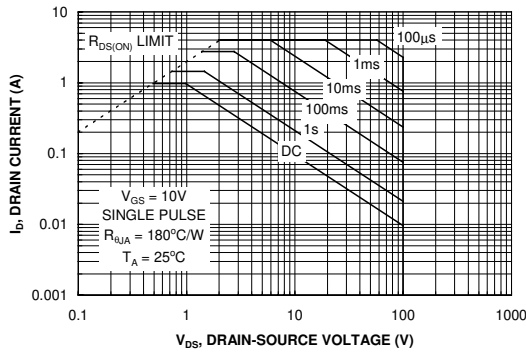 10
1
0.1
0.01
0.001
I_D, DRAIN CURRENT (A)
R_DS(ON) LIMIT
100μs
1ms
10ms
100ms
1s
DC
V_GS = 10V
SINGLE PULSE
R_θJA = 180°C/W
T_A = 25°C
0.1
1
10
100
1000
V_DS, DRAIN-SOURCE VOLTAGE (V)